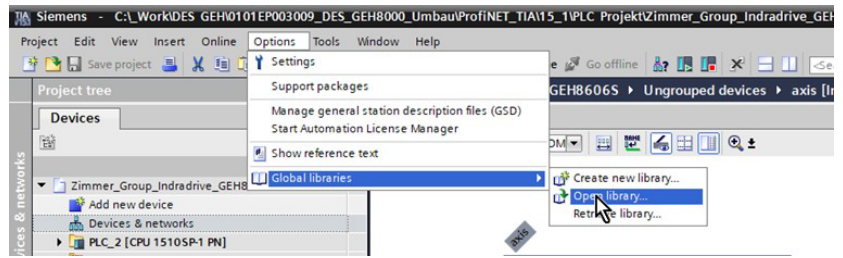 Siemens - C:\_Work\DES GEH\0101EP003009_DES_GEH8000_Umbau\ProfiNET_TIA\15_1\PLC Projekt\Zimmer_Group_Indradrive_GEH
Project Edit View Insert Online Options Tools Window Help
Save project
Go offline
Settings
Support packages
Manage general station description files (GSD)
Start Automation License Manager
Show reference text
Global libraries
Create new library...
Open library...
library...
Project tree
GEH8606S Ungrouped devices axis [In
Devices
Zimmer_Group_Indradrive_GEH8
Add new device
Devices & networks
PLC_2 [CPU 1510SP-1 PN]
axis
& networks